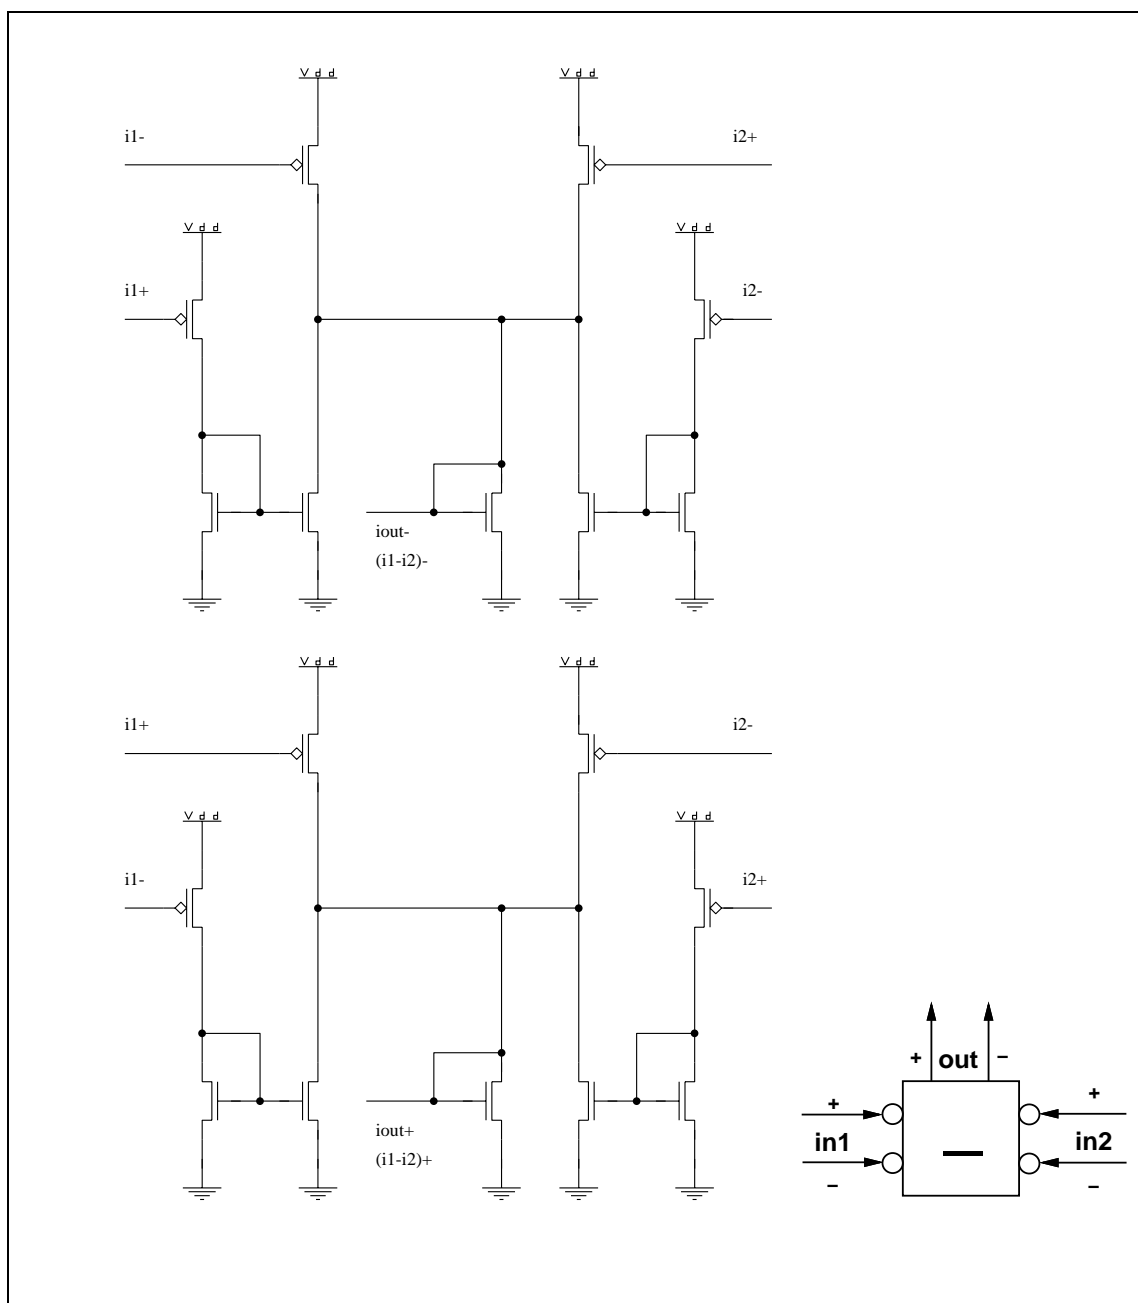 Vdd Vdd
i1- i2+
Vdd Vdd
i1+ i2-
iout-
(i1-i2)-
Vdd Vdd
i1+ i2-
Vdd Vdd
i1- i2+
iout+
(i1-i2)+
+ out –
+ +
in1 in2
– –